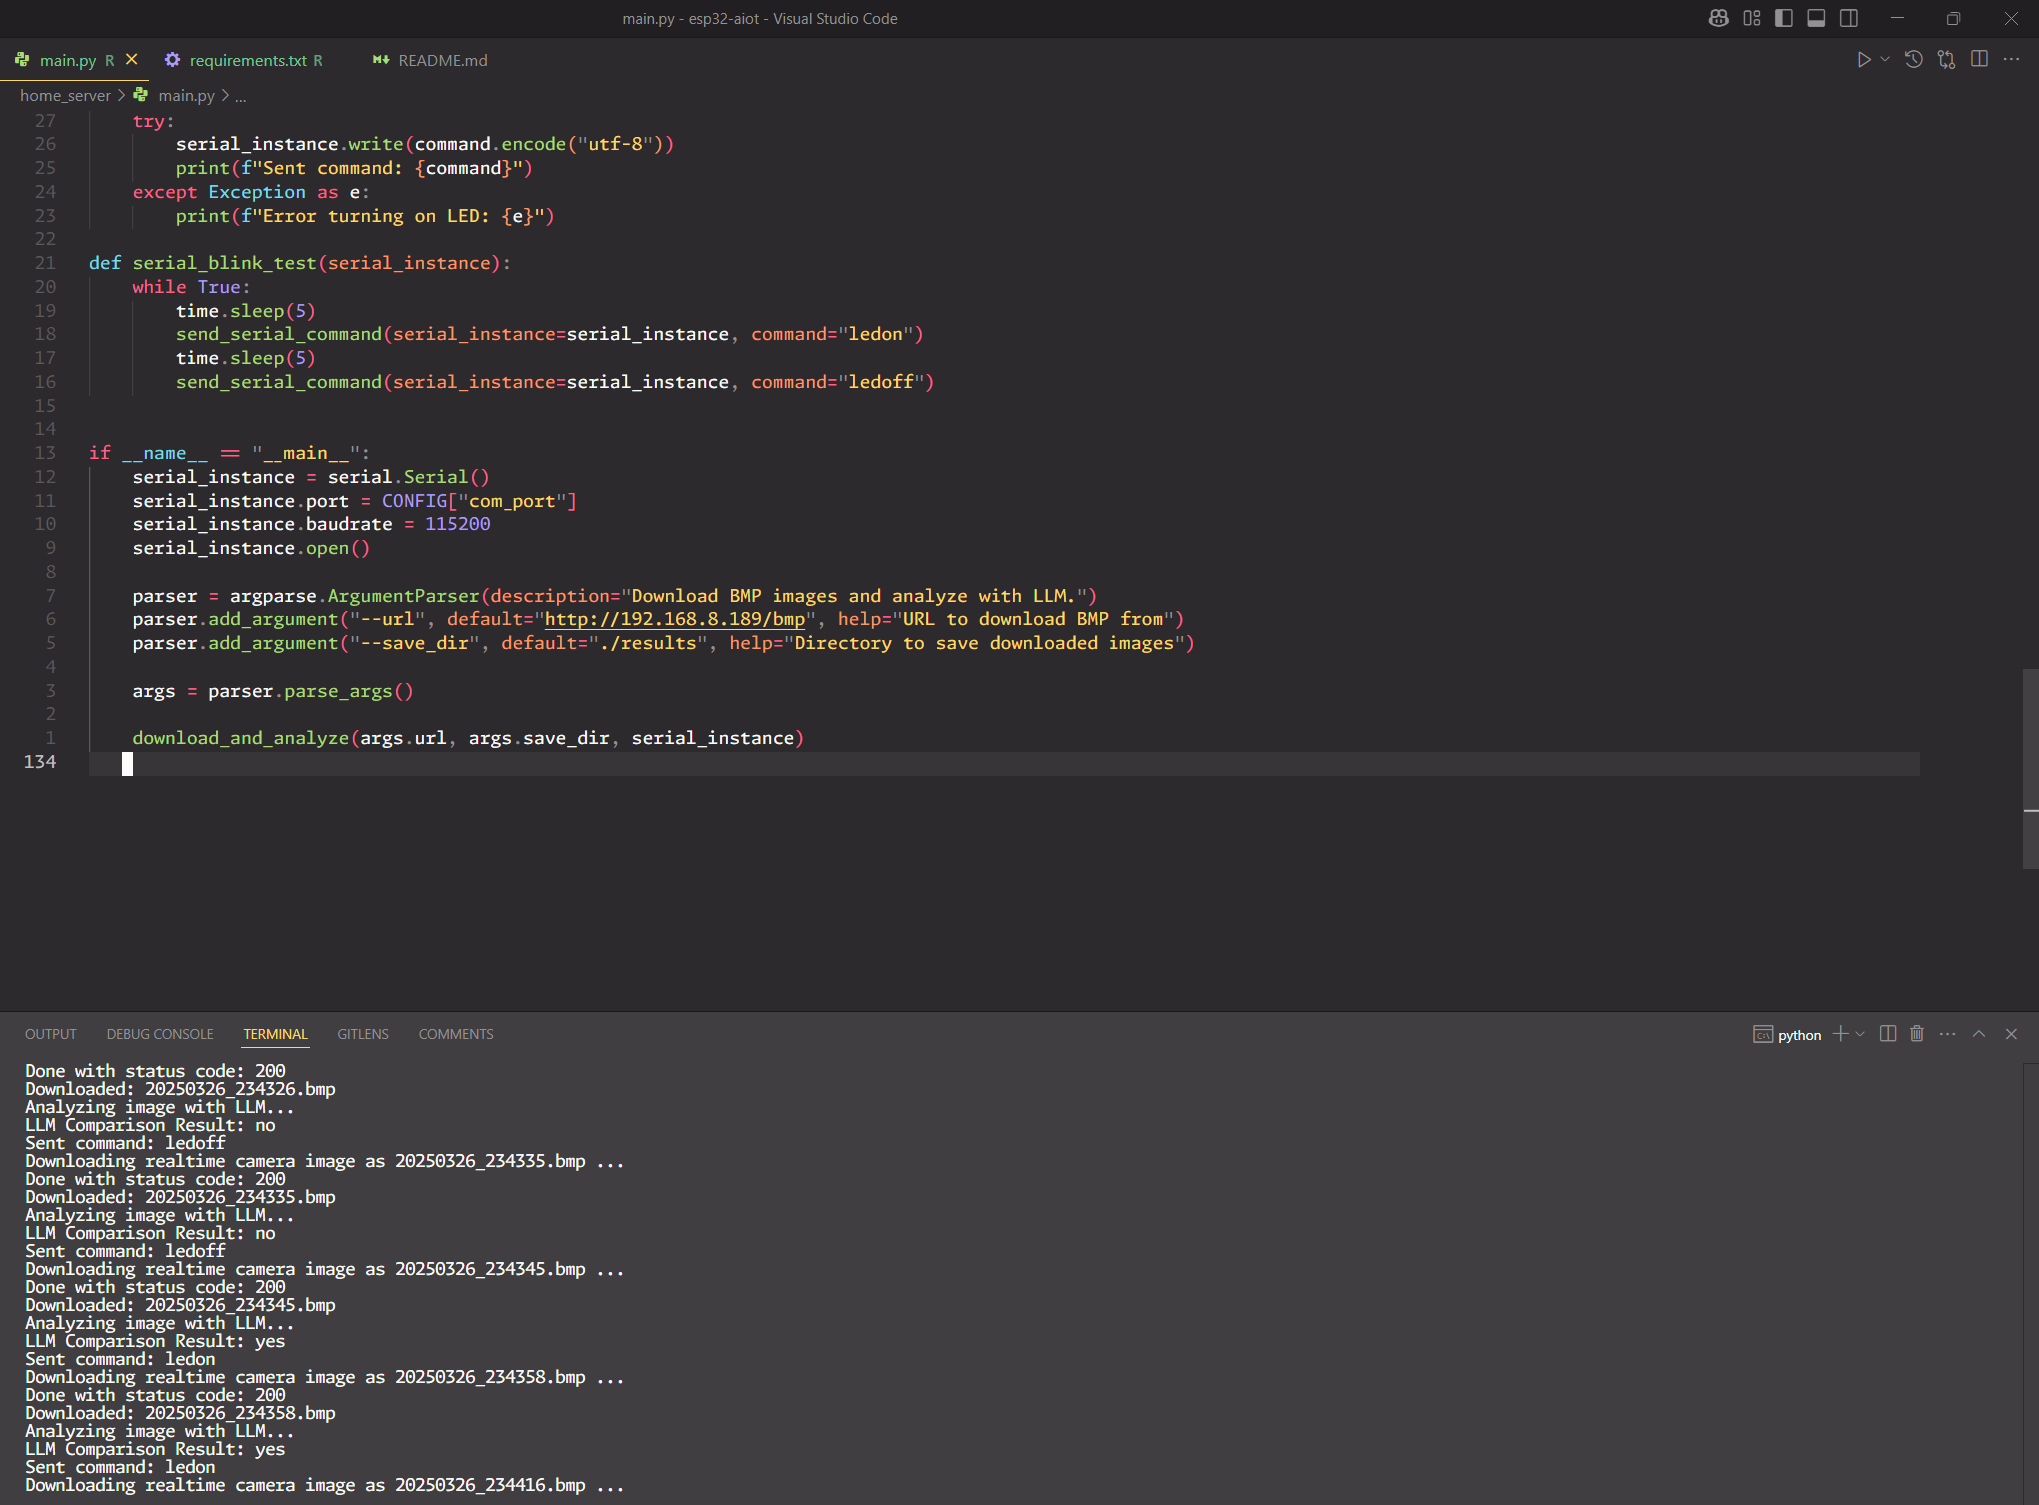 main.py - esp32-aiot - Visual Studio Code
main.py R requirements.txt R README.md
home_server > main.py > ...
27 try:
26 serial_instance.write(command.encode("utf-8"))
25 print(f"Sent command: {command}")
24 except Exception as e:
23 print(f"Error turning on LED: {e}")
22
21 def serial_blink_test(serial_instance):
20 while True:
19 time.sleep(5)
18 send_serial_command(serial_instance=serial_instance, command="ledon")
17 time.sleep(5)
16 send_serial_command(serial_instance=serial_instance, command="ledoff")
15
14
13 if __name__ == "__main__":
12 serial_instance = serial.Serial()
11 serial_instance.port = CONFIG["com_port"]
10 serial_instance.baudrate = 115200
9 serial_instance.open()
8
7 parser = argparse.ArgumentParser(description="Download BMP images and analyze with LLM.")
6 parser.add_argument("--url", default="http://192.168.8.189/bmp", help="URL to download BMP from")
5 parser.add_argument("--save_dir", default="./results", help="Directory to save downloaded images")
4
3 args = parser.parse_args()
2
1 download_and_analyze(args.url, args.save_dir, serial_instance)
134
OUTPUT DEBUG CONSOLE TERMINAL GITLENS COMMENTS python
Done with status code: 200
Downloaded: 20250326_234326.bmp
Analyzing image with LLM...
LLM Comparison Result: no
Sent command: ledoff
Downloading realtime camera image as 20250326_234335.bmp ...
Done with status code: 200
Downloaded: 20250326_234335.bmp
Analyzing image with LLM...
LLM Comparison Result: no
Sent command: ledoff
Downloading realtime camera image as 20250326_234345.bmp ...
Done with status code: 200
Downloaded: 20250326_234345.bmp
Analyzing image with LLM...
LLM Comparison Result: yes
Sent command: ledon
Downloading realtime camera image as 20250326_234358.bmp ...
Done with status code: 200
Downloaded: 20250326_234358.bmp
Analyzing image with LLM...
LLM Comparison Result: yes
Sent command: ledon
Downloading realtime camera image as 20250326_234416.bmp ...